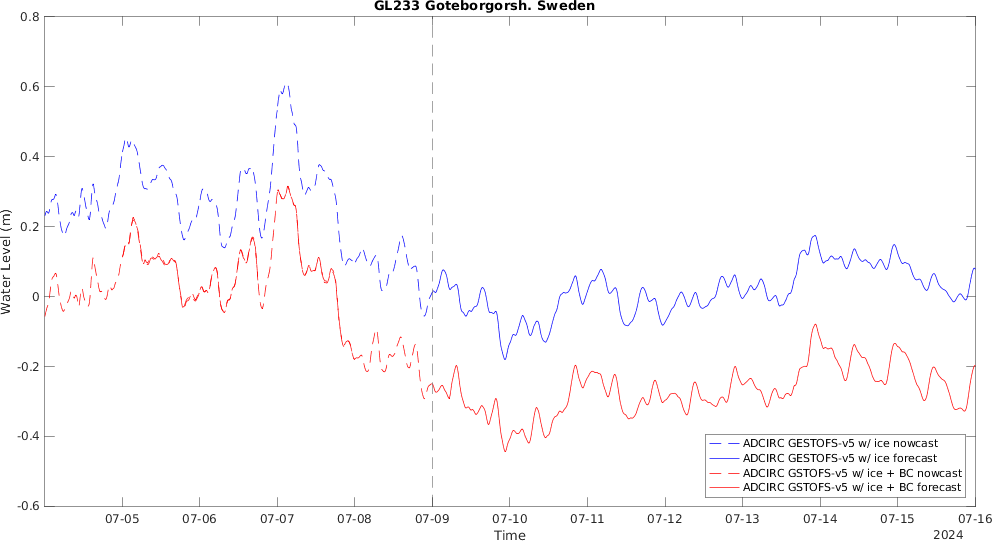 GL233 Goteborgorsh. Sweden
0.8
0.6
0.4
0.2
0
-0.2
-0.4
-0.6
Water Level (m)
ADCIRC GESTOFS-v5 w/ ice nowcast
ADCIRC GESTOFS-v5 w/ ice forecast
ADCIRC GSTOFS-v5 w/ ice + BC nowcast
ADCIRC GSTOFS-v5 w/ ice + BC forecast
07-05 07-06 07-07 07-08 07-09 07-10 07-11 07-12 07-13 07-14 07-15 07-16
Time
2024